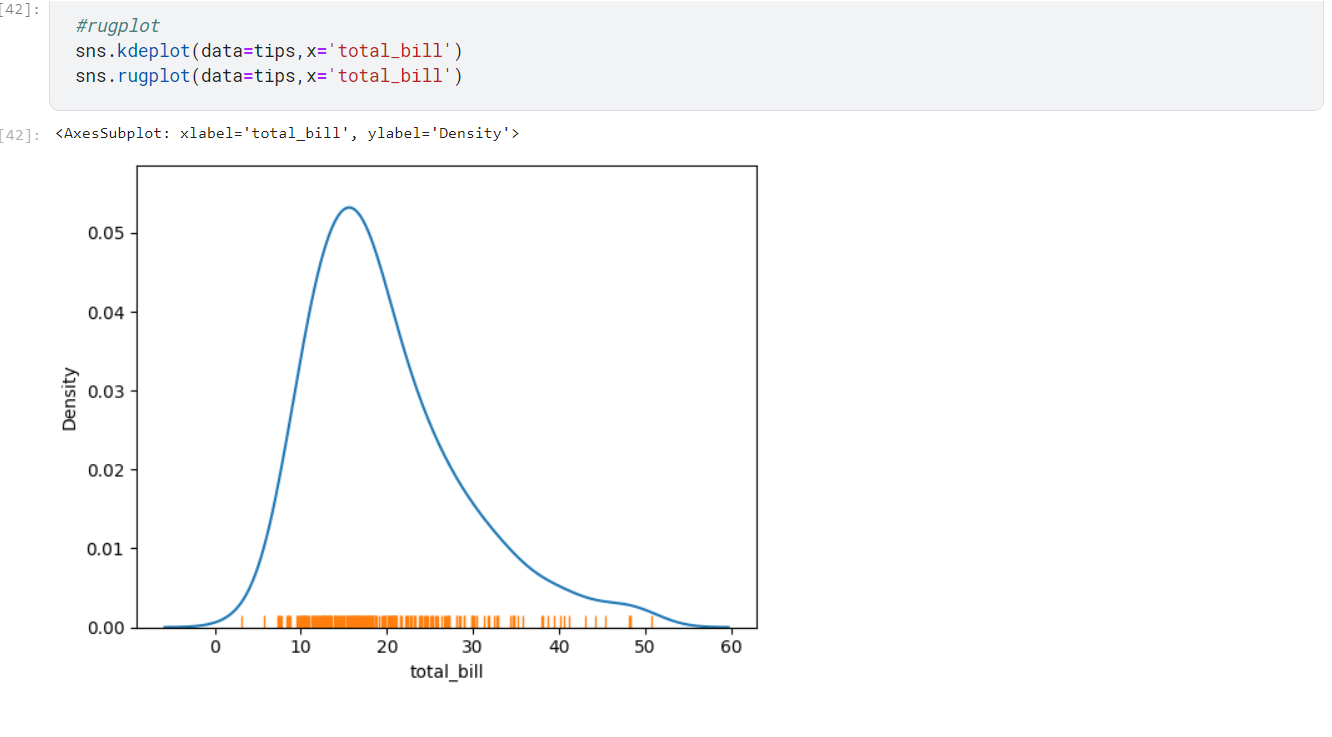 [42]:
#rugplot
sns.kdeplot(data=tips,x='total_bill')
sns.rugplot(data=tips,x='total_bill')
[42]: <AxesSubplot: xlabel='total_bill', ylabel='Density'>
0.05
0.04
0.03
0.02
0.01
0.00
Density
0 10 20 30 40 50 60
total_bill